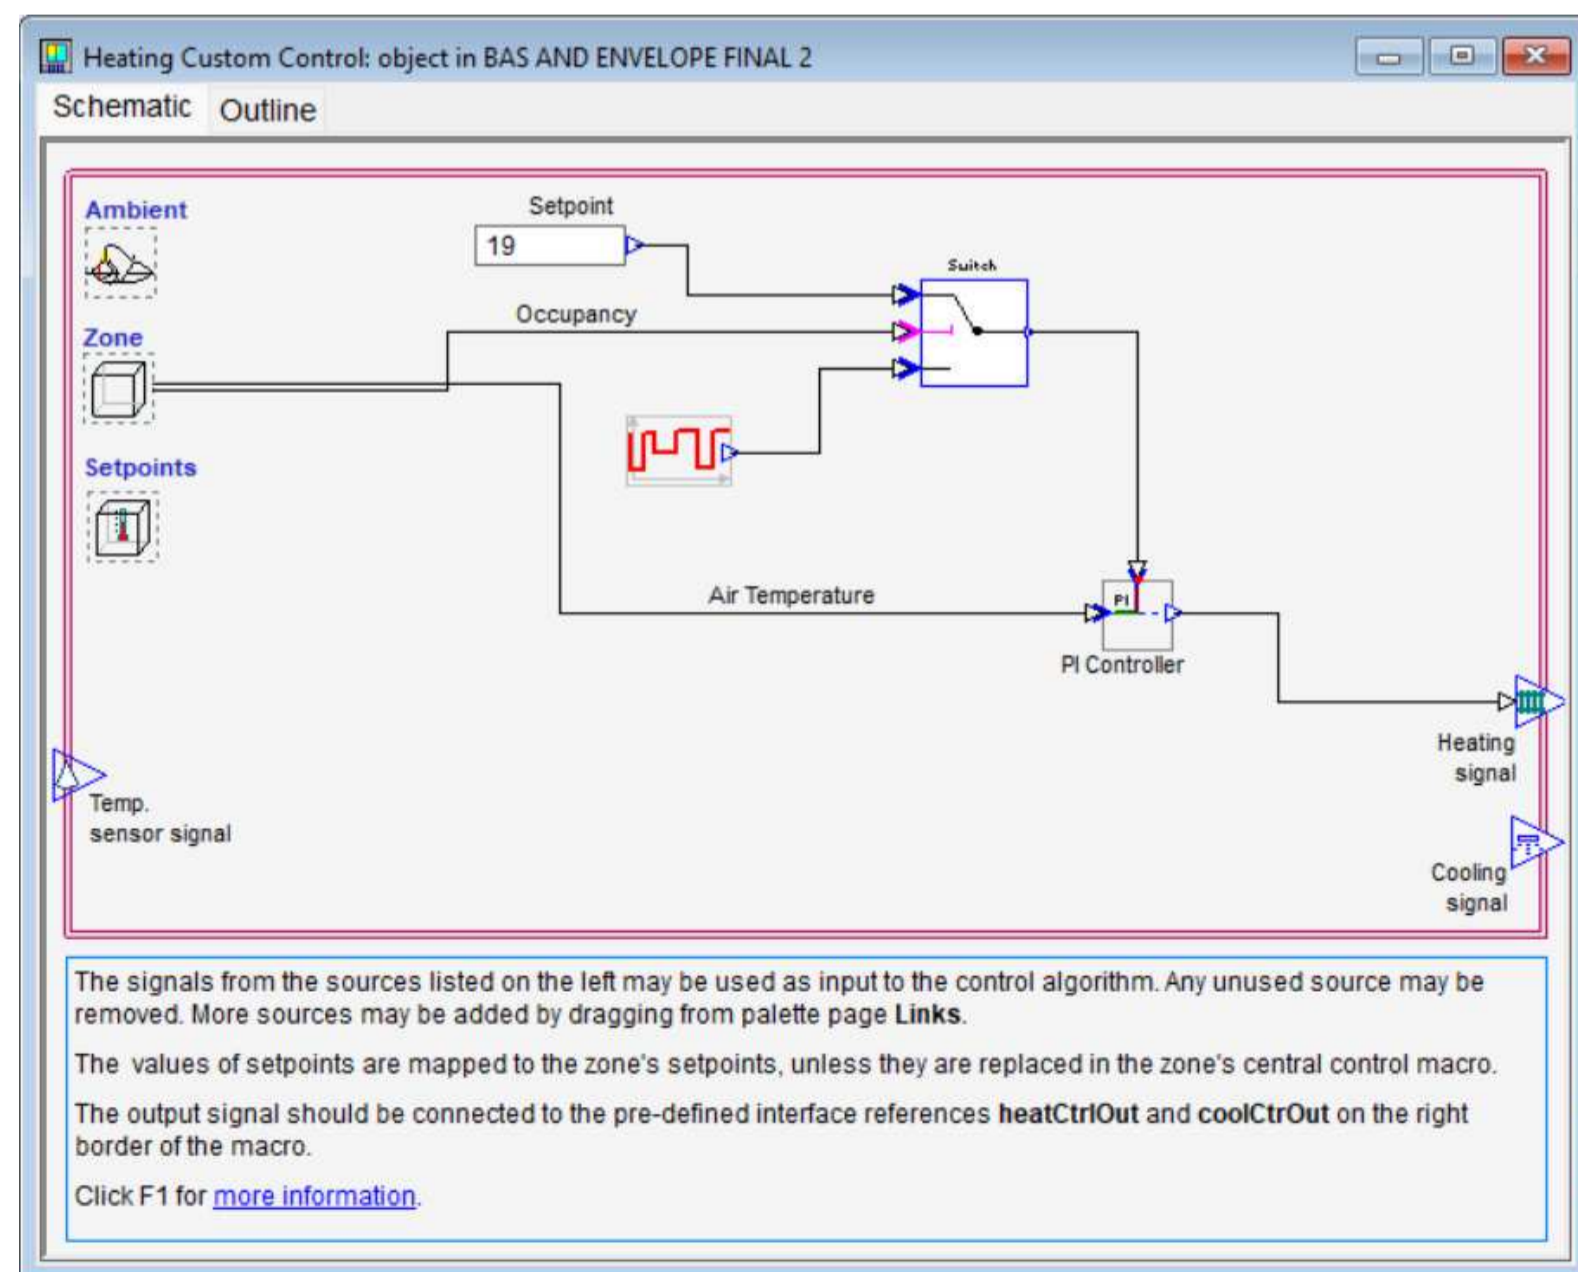 Heating Custom Control: object in BAS AND ENVELOPE FINAL 2
Schematic Outline
Ambient
Setpoint
19
Switch
Occupancy
Zone
Setpoints
Air Temperature
PI
PI Controller
Heating
signal
Temp.
sensor signal
Cooling
signal
The signals from the sources listed on the left may be used as input to the control algorithm. Any unused source may be
removed. More sources may be added by dragging from palette page Links.
The values of setpoints are mapped to the zone's setpoints, unless they are replaced in the zone's central control macro.
The output signal should be connected to the pre-defined interface references heatCtrlOut and coolCtrOut on the right
border of the macro.
Click F1 for more information.